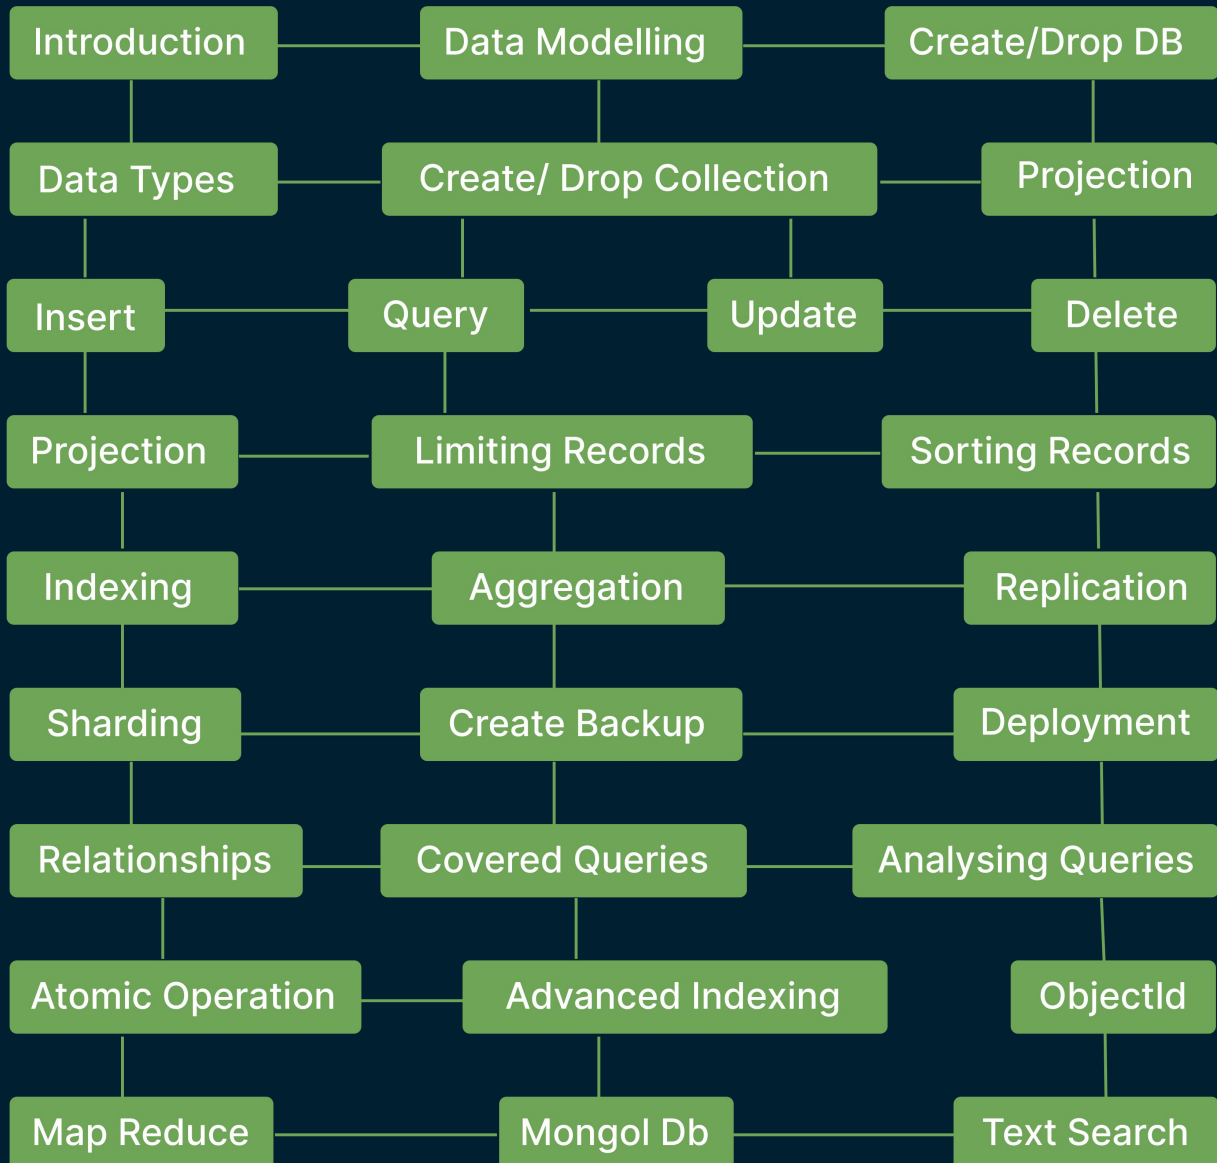 Introduction
Data Modelling
Create/Drop DB
Data Types
Create/ Drop Collection
Projection
Insert
Query
Update
Delete
Projection
Limiting Records
Sorting Records
Indexing
Aggregation
Replication
Sharding
Create Backup
Deployment
Relationships
Covered Queries
Analysing Queries
Atomic Operation
Advanced Indexing
ObjectId
Map Reduce
Mongol Db
Text Search